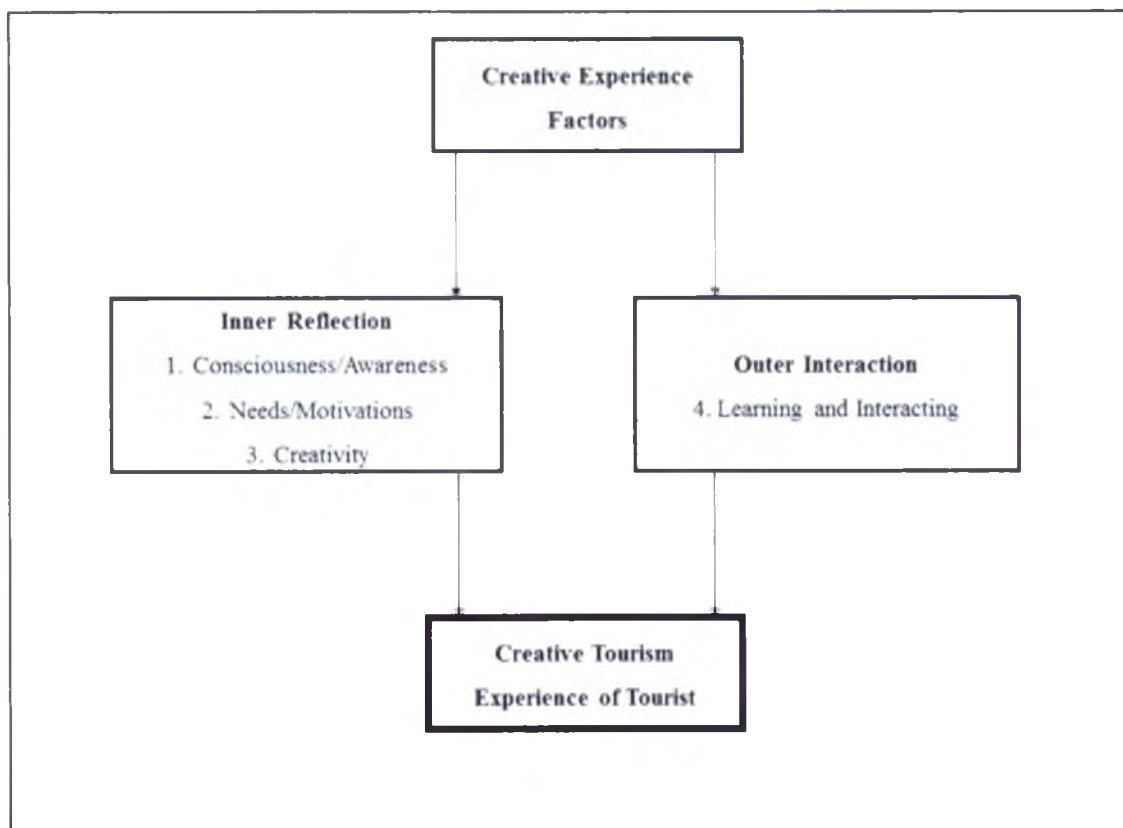 Creative Experience
Factors
Inner Reflection
1. Consciousness/Awareness
2. Needs/Motivations
3. Creativity
Outer Interaction
4. Learning and Interacting
Creative Tourism
Experience of Tourist